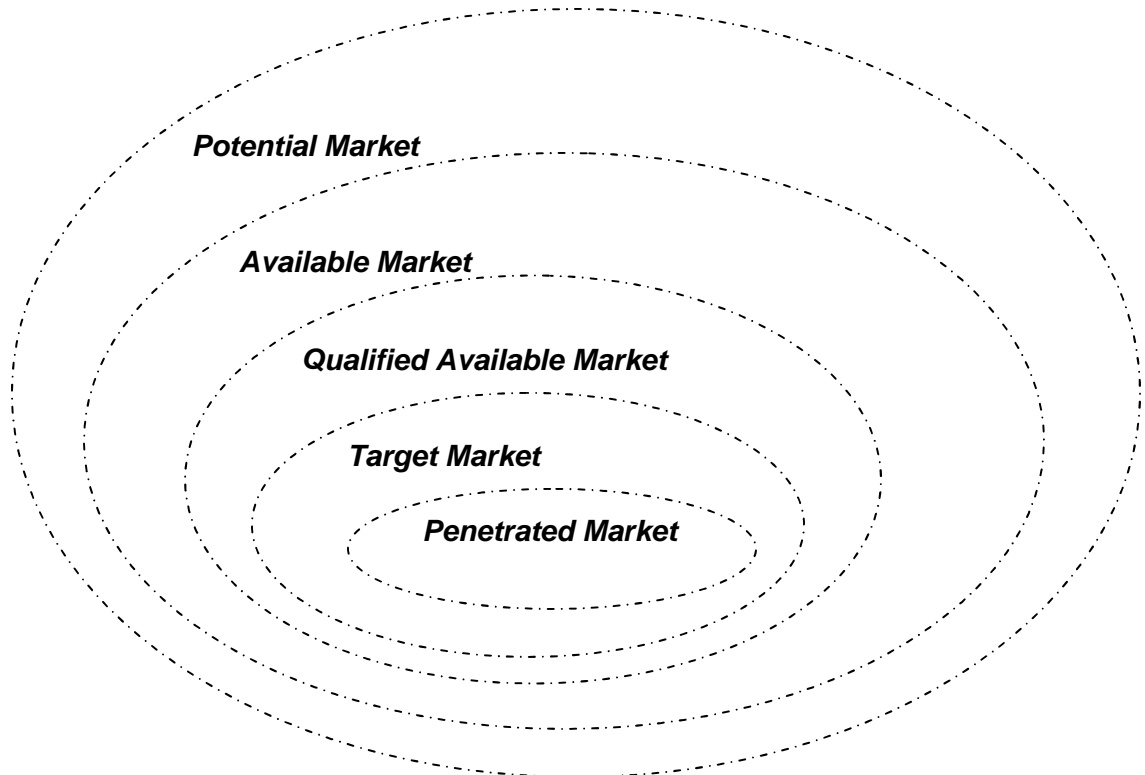 Potential Market
Available Market
Qualified Available Market
Target Market
Penetrated Market